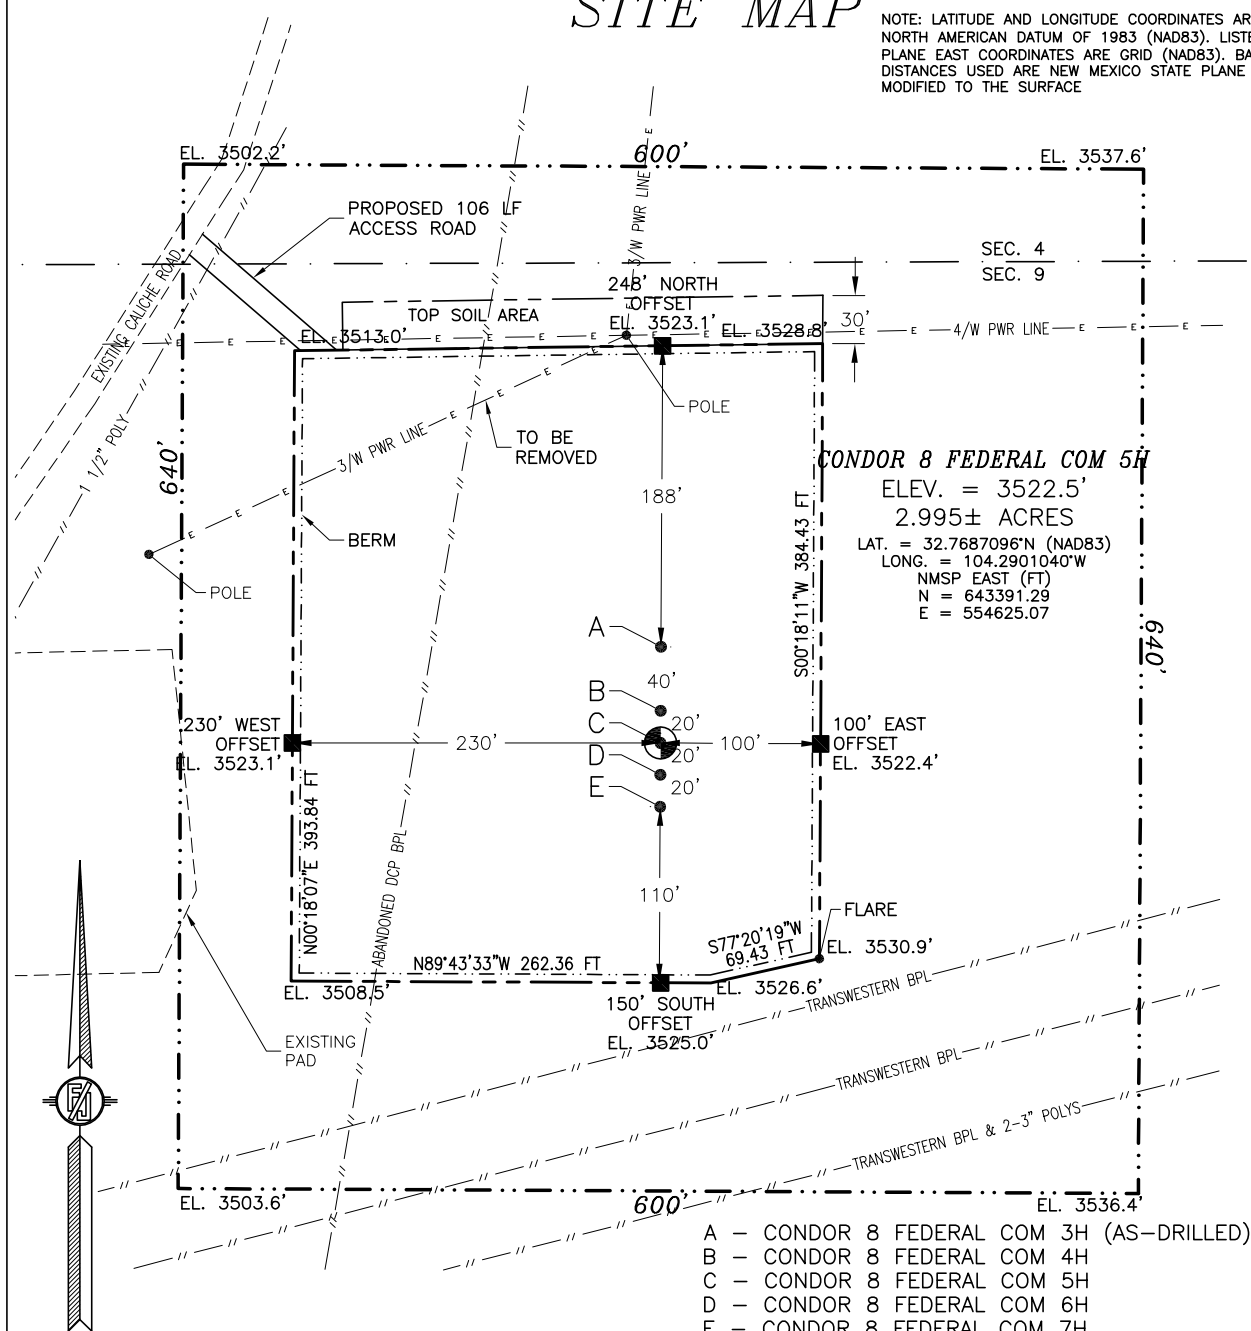 SITE MAP
NOTE: LATITUDE AND LONGITUDE COORDINATES AR
NORTH AMERICAN DATUM OF 1983 (NAD83). LISTE
PLANE EAST COORDINATES ARE GRID (NAD83). BA
DISTANCES USED ARE NEW MEXICO STATE PLANE
MODIFIED TO THE SURFACE
EL. 3502.2'
600'
EL. 3537.6'
PROPOSED 106 LF
ACCESS ROAD
3/W PWR LINE
E
SEC. 4
SEC. 9
EXISTING CALICHE ROAD
248' NORTH
OFFSET
EL. 3523.1'
TOP SOIL AREA
EL. 3513.0'
EL. 3528.8'
30'
4/W PWR LINE
POLE
TO BE
REMOVED
3/W PWR LINE
1 1/2" POLY
640'
CONDOR 8 FEDERAL COM 5H
ELEV. = 3522.5'
2.995± ACRES
LAT. = 32.7687096°N (NAD83)
LONG. = 104.2901040°W
NMSP EAST (FT)
N = 643391.29
E = 554625.07
188'
BERM
S00°18'11"W 384.43 FT
POLE
A
40'
B
20'
C
20'
D
20'
E
640'
230' WEST
OFFSET
EL. 3523.1'
230'
100'
100' EAST
OFFSET
EL. 3522.4'
N00°18'07"E 393.84 FT
ABANDONED DCP BPL
110'
FLARE
S77°20'19"W
69.43 FT
EL. 3530.9'
N89°43'33"W 262.36 FT
EL. 3508.5'
EL. 3526.6'
150' SOUTH
OFFSET
EL. 3525.0'
TRANSWESTERN BPL
EXISTING
PAD
TRANSWESTERN BPL
TRANSWESTERN BPL & 2-3" POLYS
EL. 3503.6'
600'
EL. 3536.4'
A – CONDOR 8 FEDERAL COM 3H (AS-DRILLED)
B – CONDOR 8 FEDERAL COM 4H
C – CONDOR 8 FEDERAL COM 5H
D – CONDOR 8 FEDERAL COM 6H
E – CONDOR 8 FEDERAL COM 7H